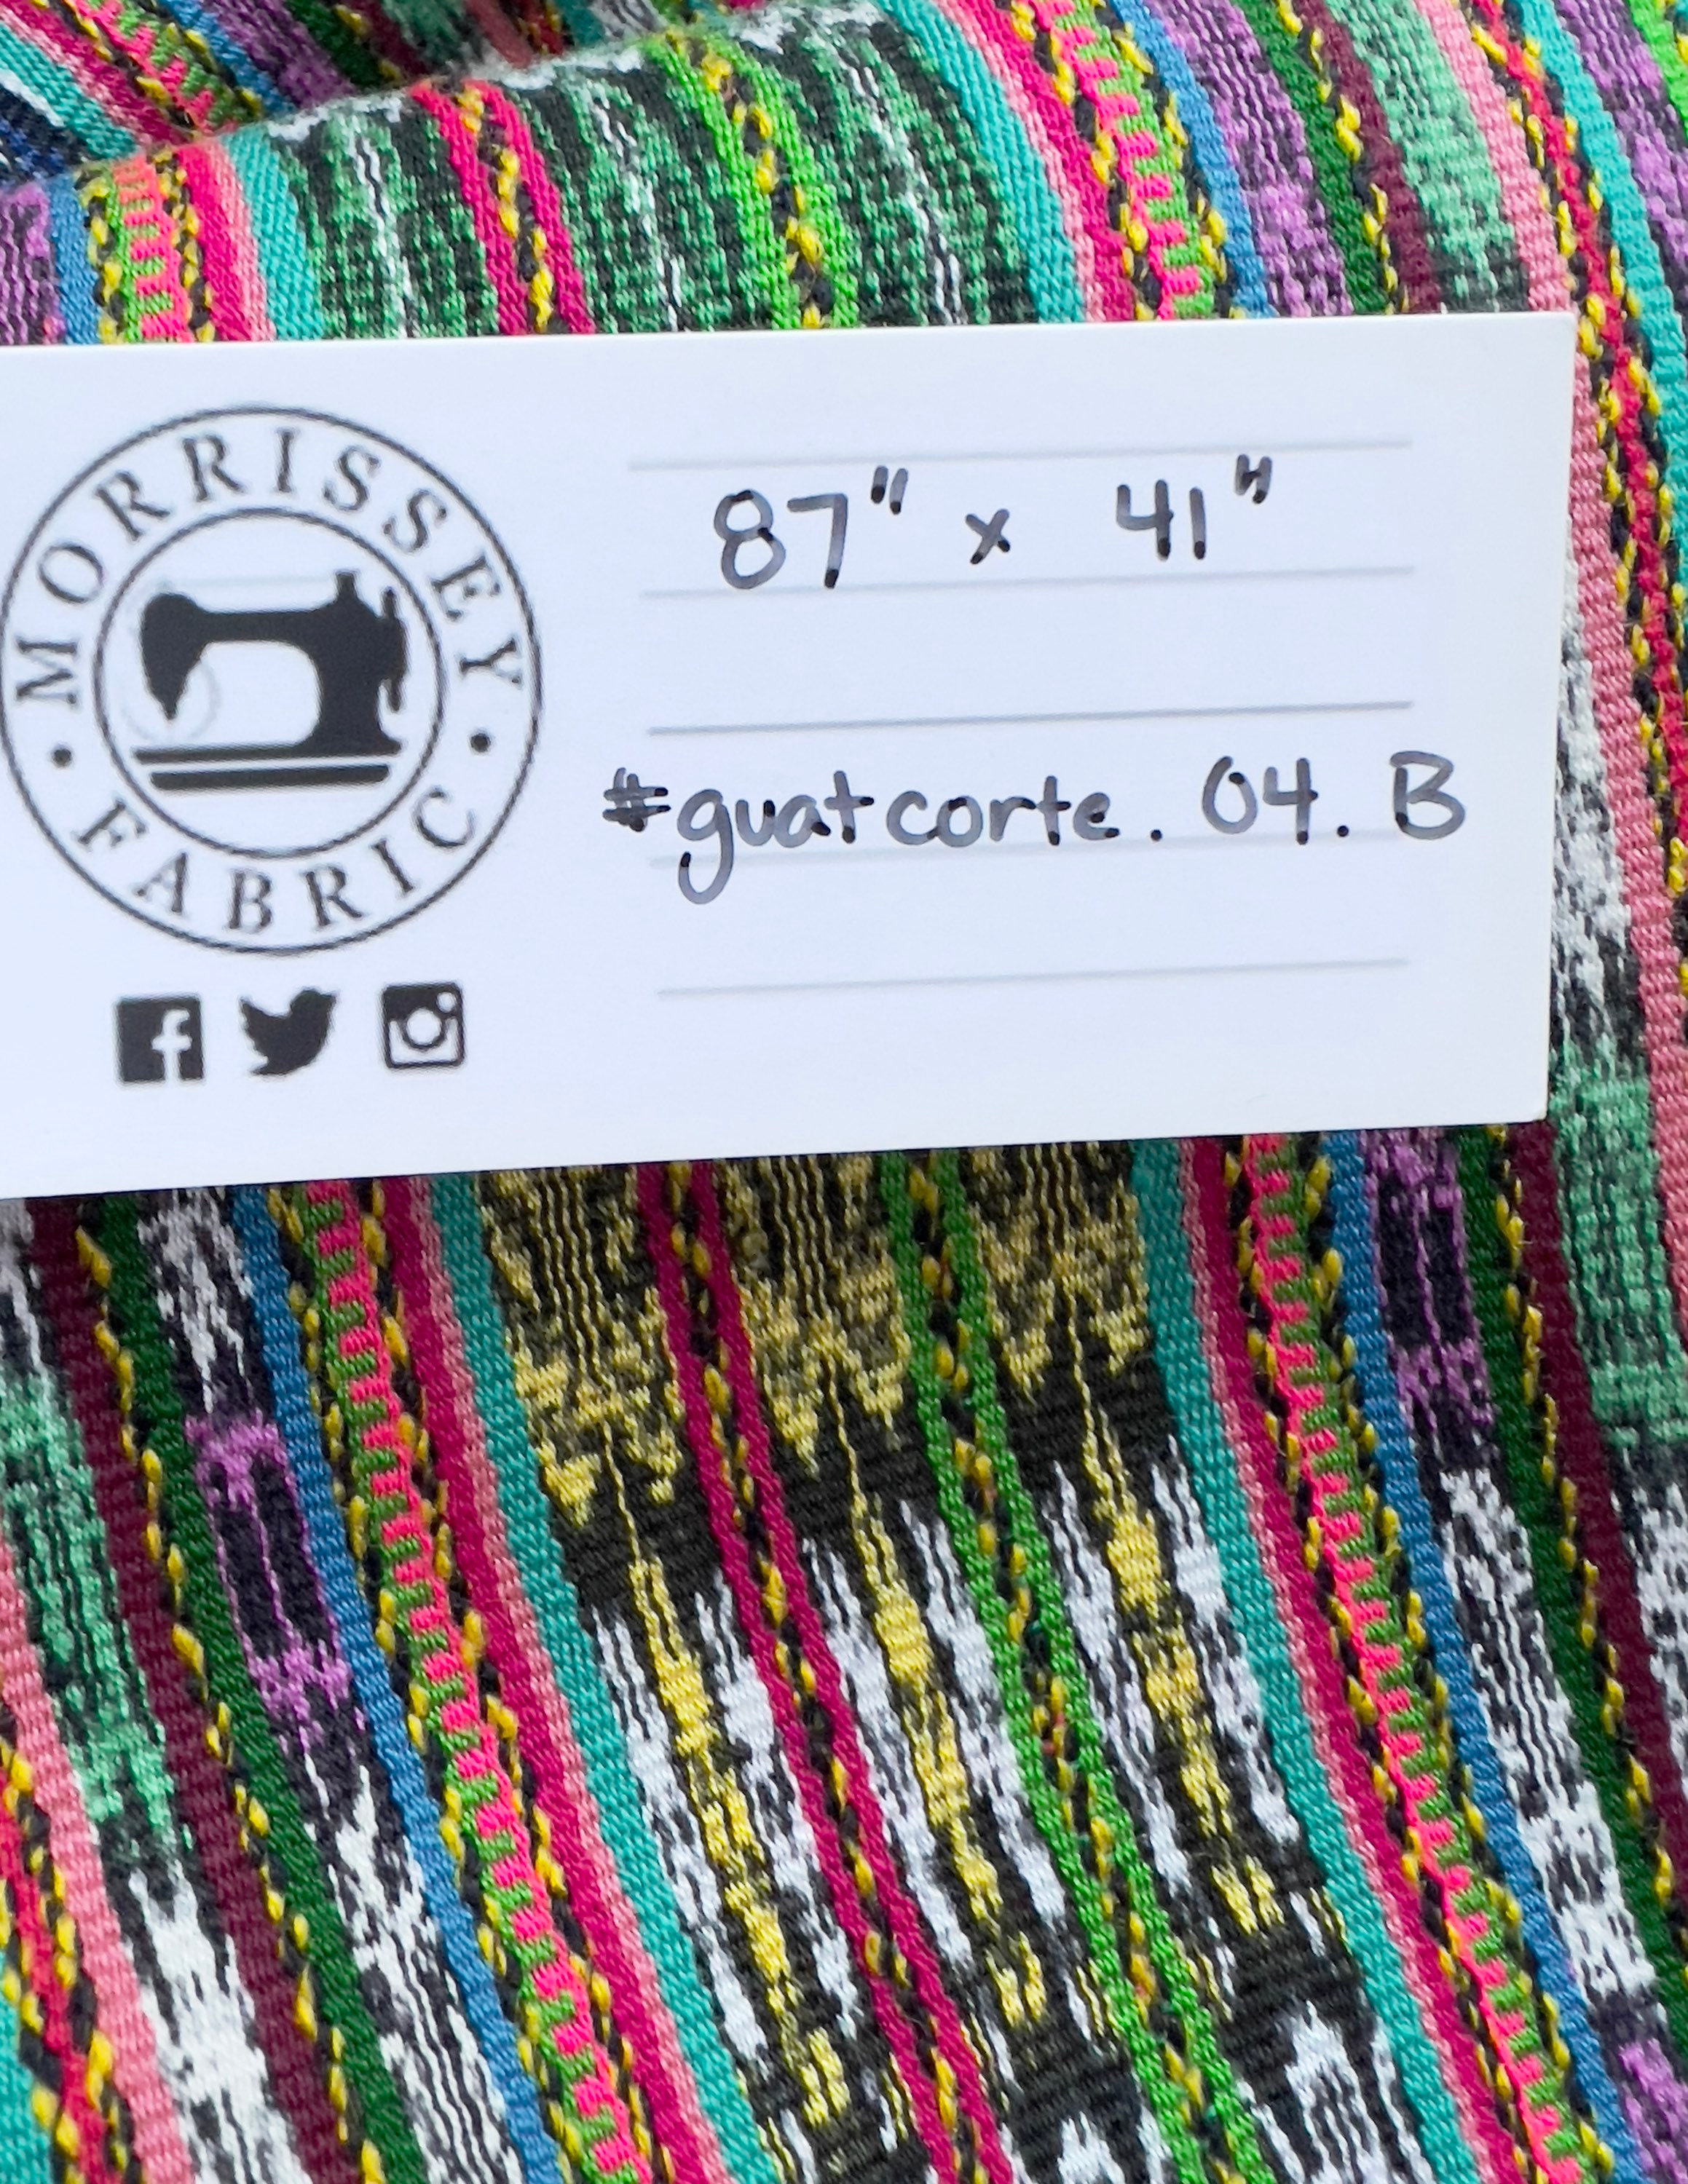 MORRISSEY
FABRIC
87" x 41"
#guatcorte. 04. B